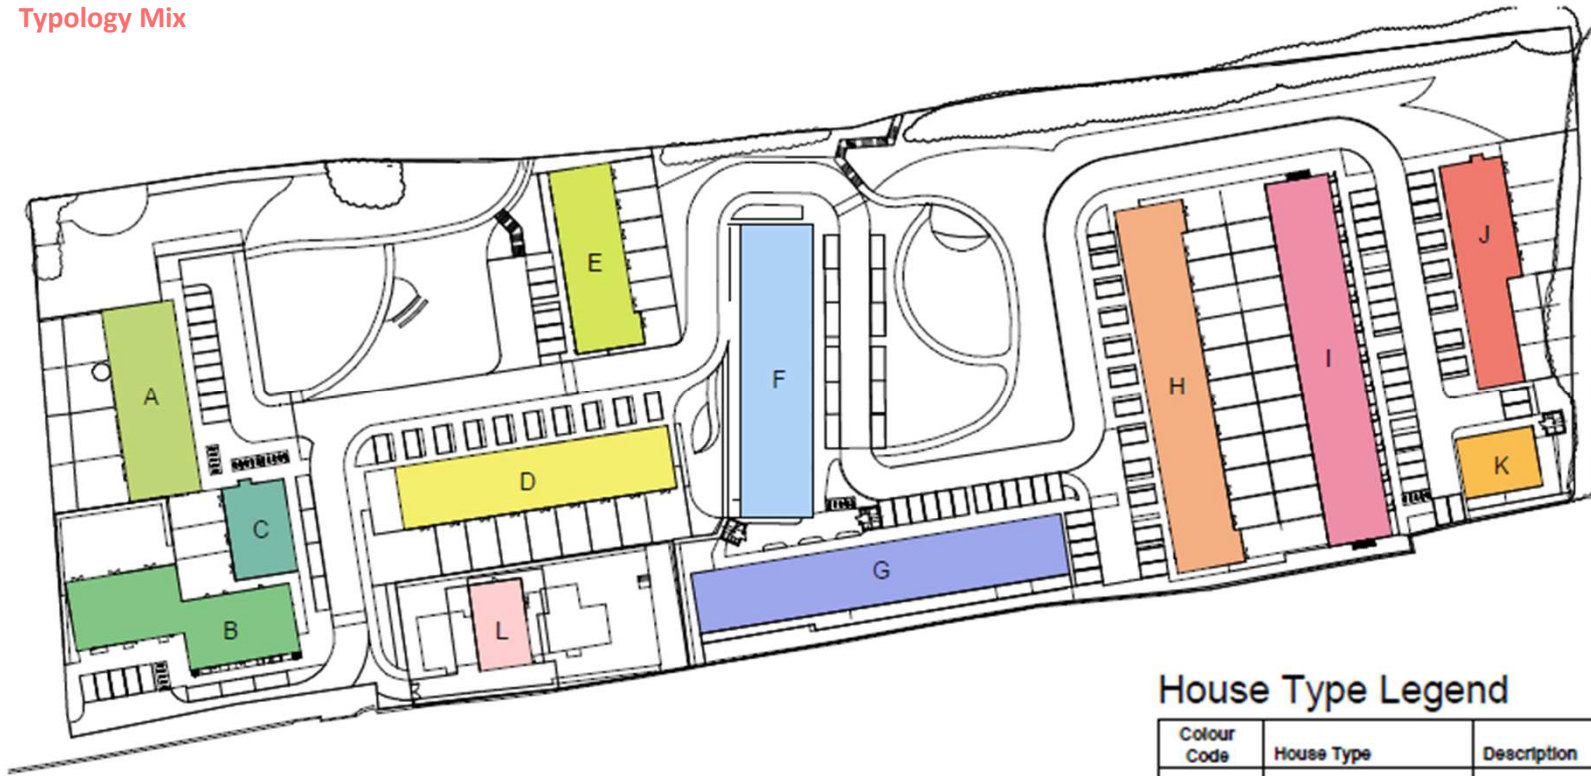 Typology Mix
E
J
F
A
D
H
I
K
C
G
B
L
House Type Legend
Colour Code
House Type
Description